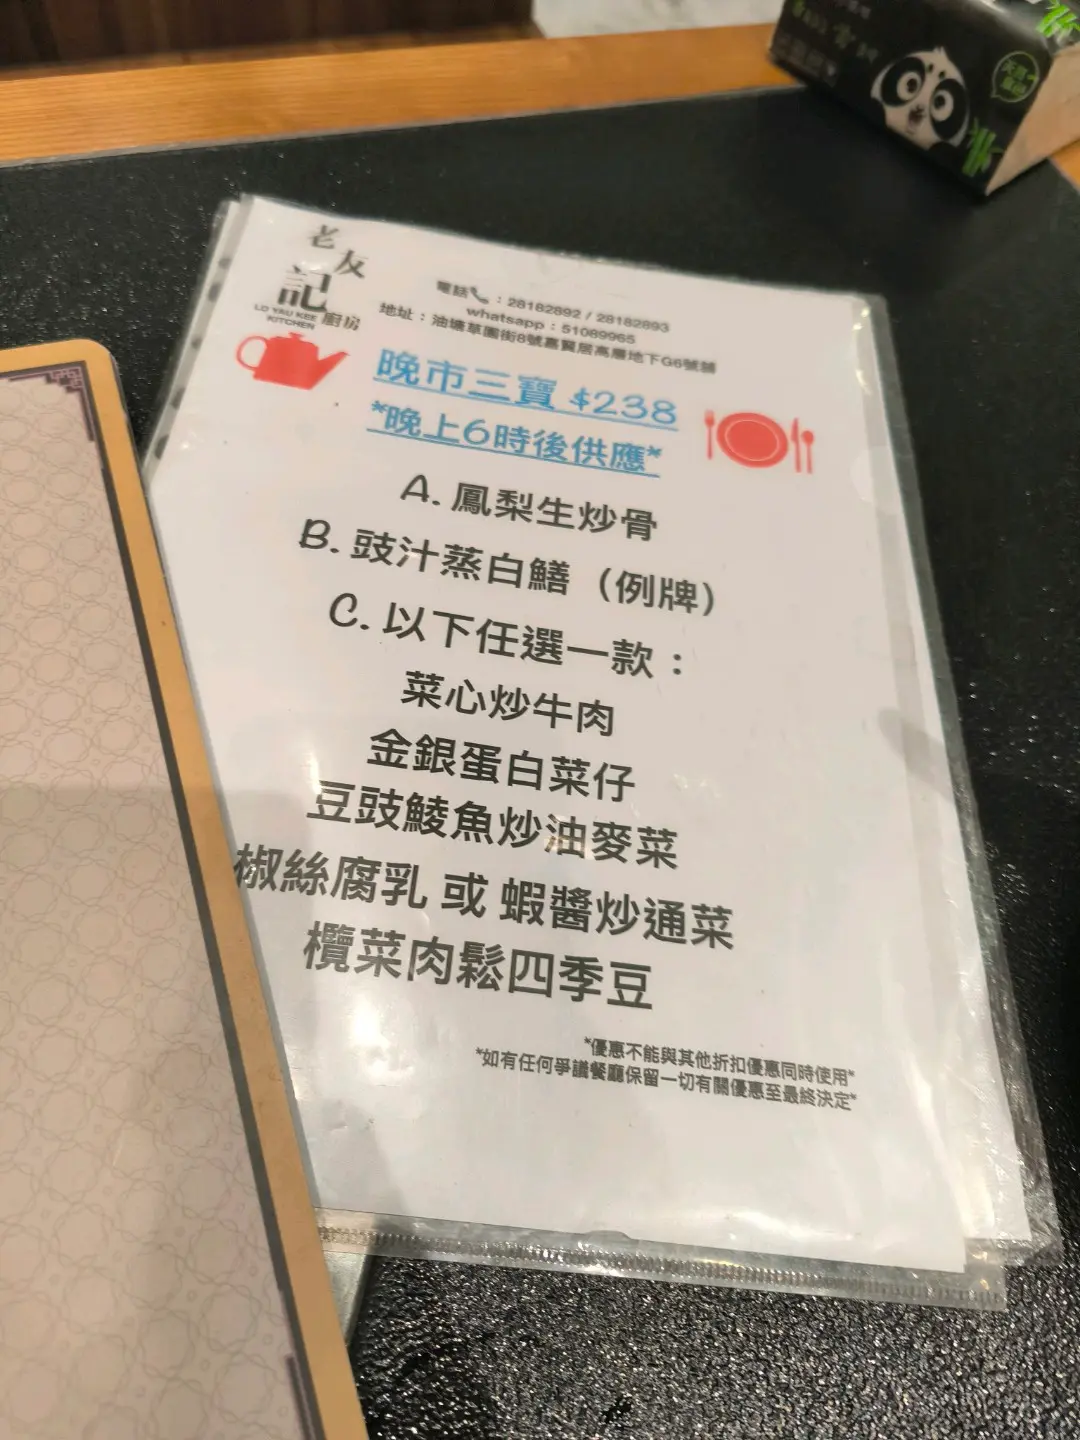 老友記
廚房
LO YAU KEE
KITCHEN
電話 : 28182892 / 28182893
whatsapp : 51089965
地址：油塘草園街8號嘉賢居高層地下G6號舖
晚市三寶 $238
*晚上6時後供應*
A. 鳳梨生炒骨
B. 豉汁蒸白鱔（例牌）
C. 以下任選一款：
菜心炒牛肉
金銀蛋白菜仔
豆豉鯪魚炒油麥菜
椒絲腐乳 或 蝦醬炒通菜
欖菜肉鬆四季豆
*優惠不能與其他折扣優惠同時使用*
*如有任何爭議餐廳保留一切有關優惠至最終決定*